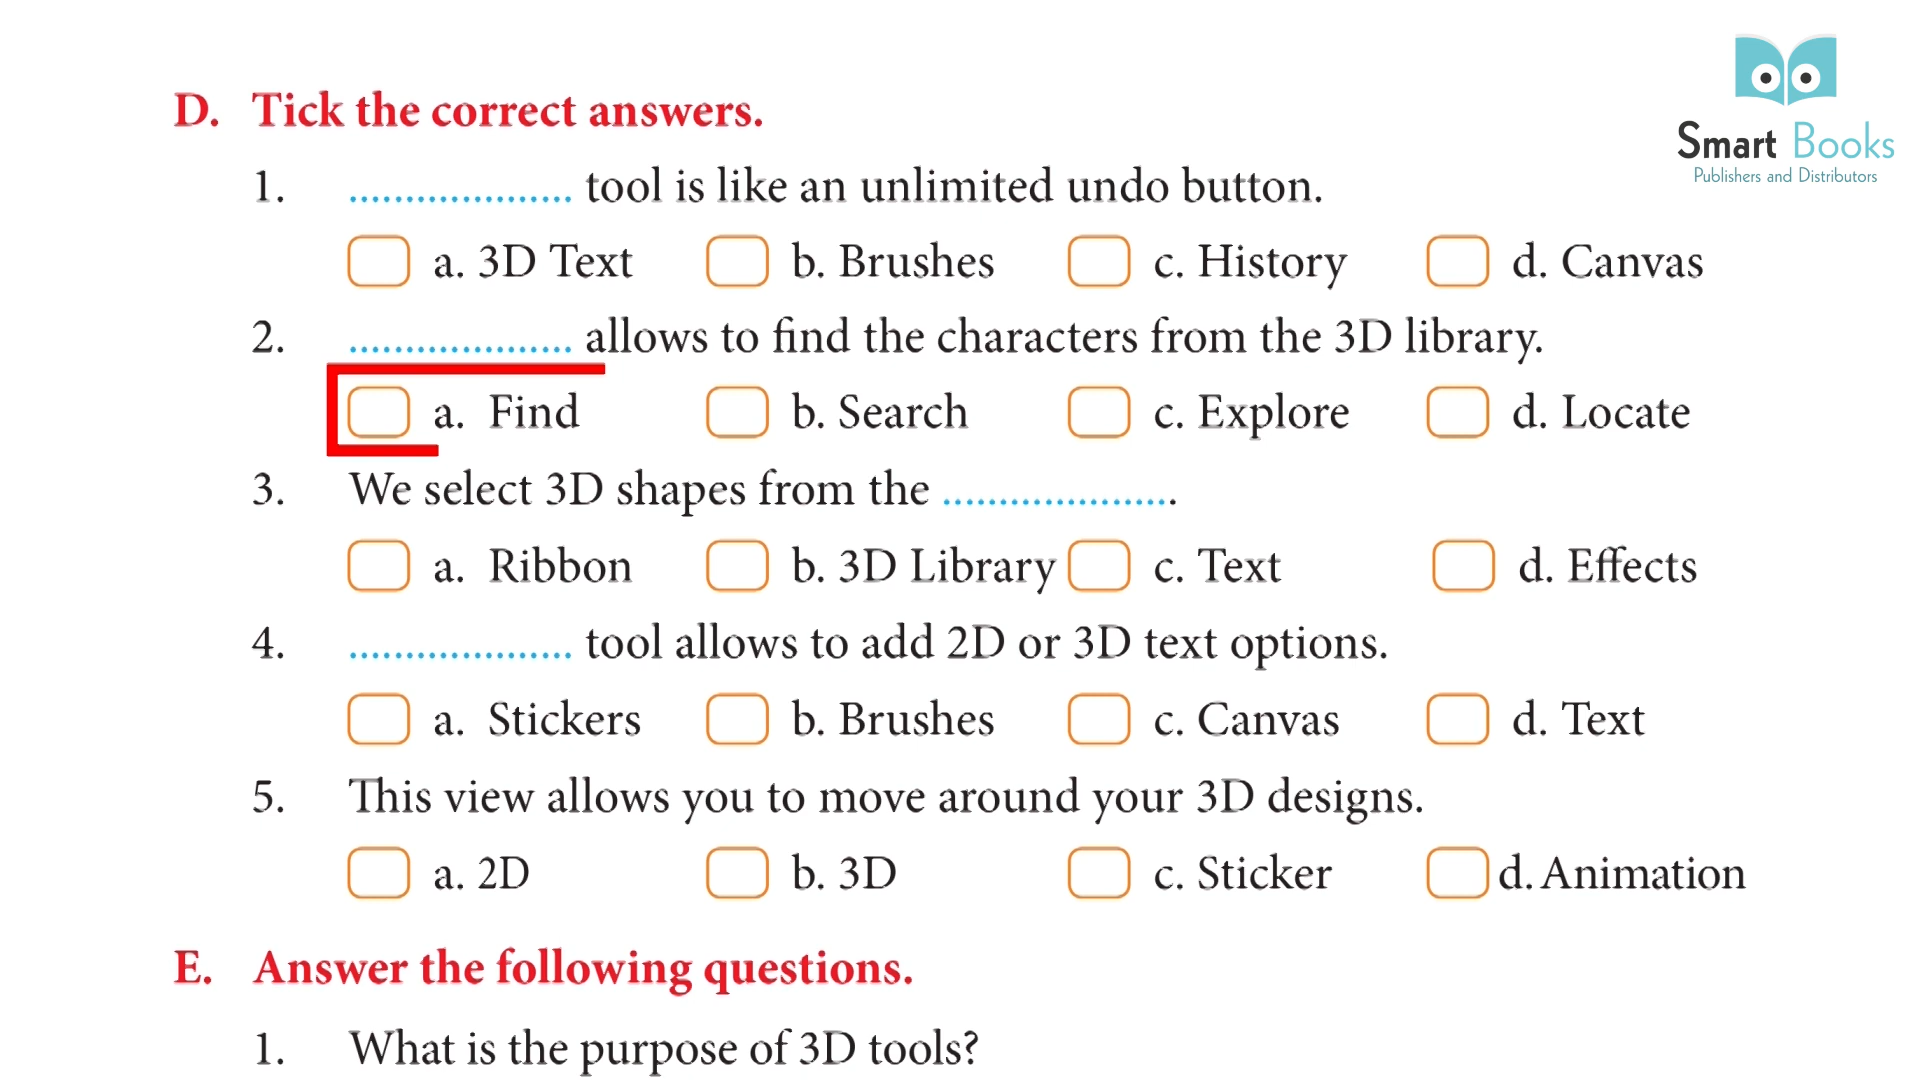 Smart Books
Publishers and Distributors
D. Tick the correct answers.
1. .................... tool is like an unlimited undo button.
a. 3D Text b. Brushes c. History d. Canvas
2. .................... allows to find the characters from the 3D library.
a. Find b. Search c. Explore d. Locate
3. We select 3D shapes from the .....................
a. Ribbon b. 3D Library c. Text d. Effects
4. .................... tool allows to add 2D or 3D text options.
a. Stickers b. Brushes c. Canvas d. Text
5. This view allows you to move around your 3D designs.
a. 2D b. 3D c. Sticker d. Animation
E. Answer the following questions.
1. What is the purpose of 3D tools?